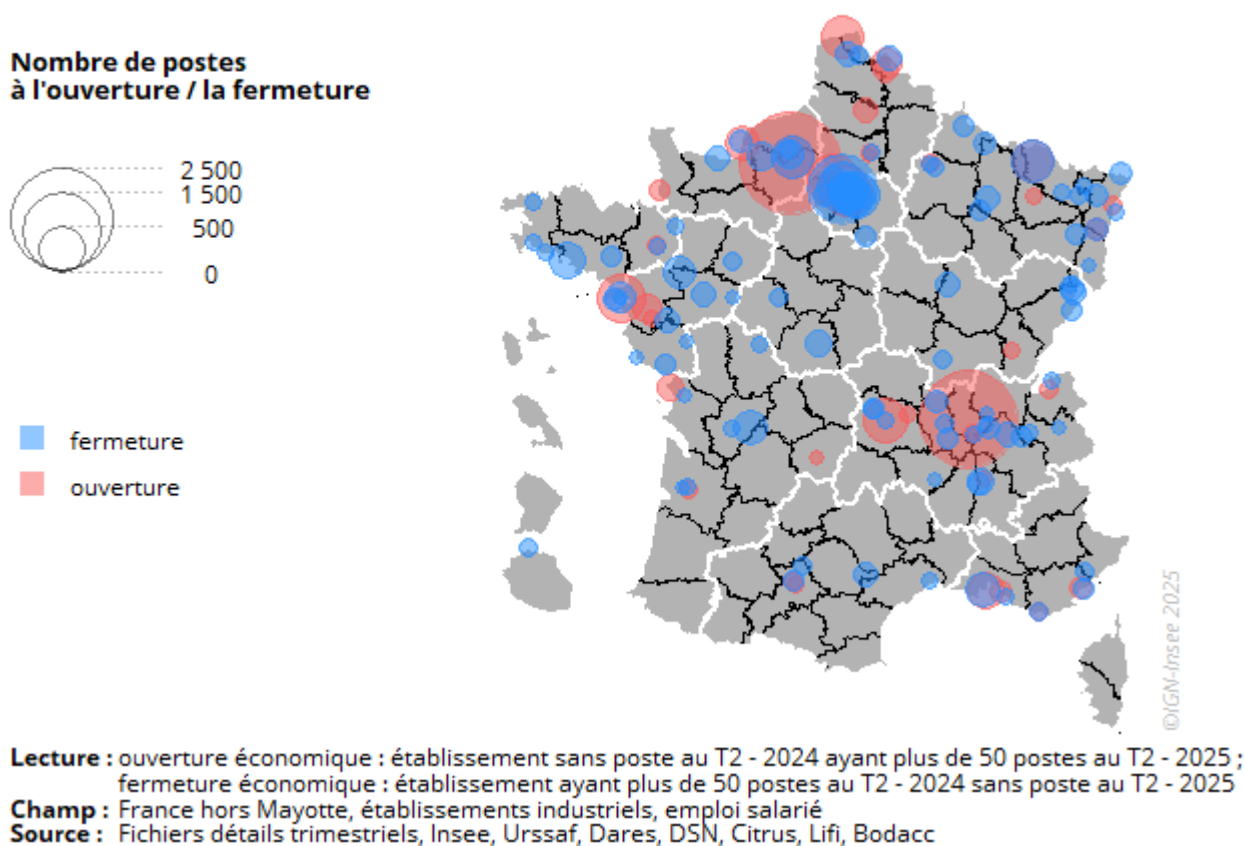 Nombre de postes
à l'ouverture / la fermeture
2 500
1 500
500
0
fermeture
ouverture
©IGN-Insee 2025
Lecture : ouverture économique : établissement sans poste au T2 - 2024 ayant plus de 50 postes au T2 - 2025 ;
fermeture économique : établissement ayant plus de 50 postes au T2 - 2024 sans poste au T2 - 2025
Champ : France hors Mayotte, établissements industriels, emploi salarié
Source : Fichiers détails trimestriels, Insee, Urssaf, Dares, DSN, Citrus, Lifi, Bodacc